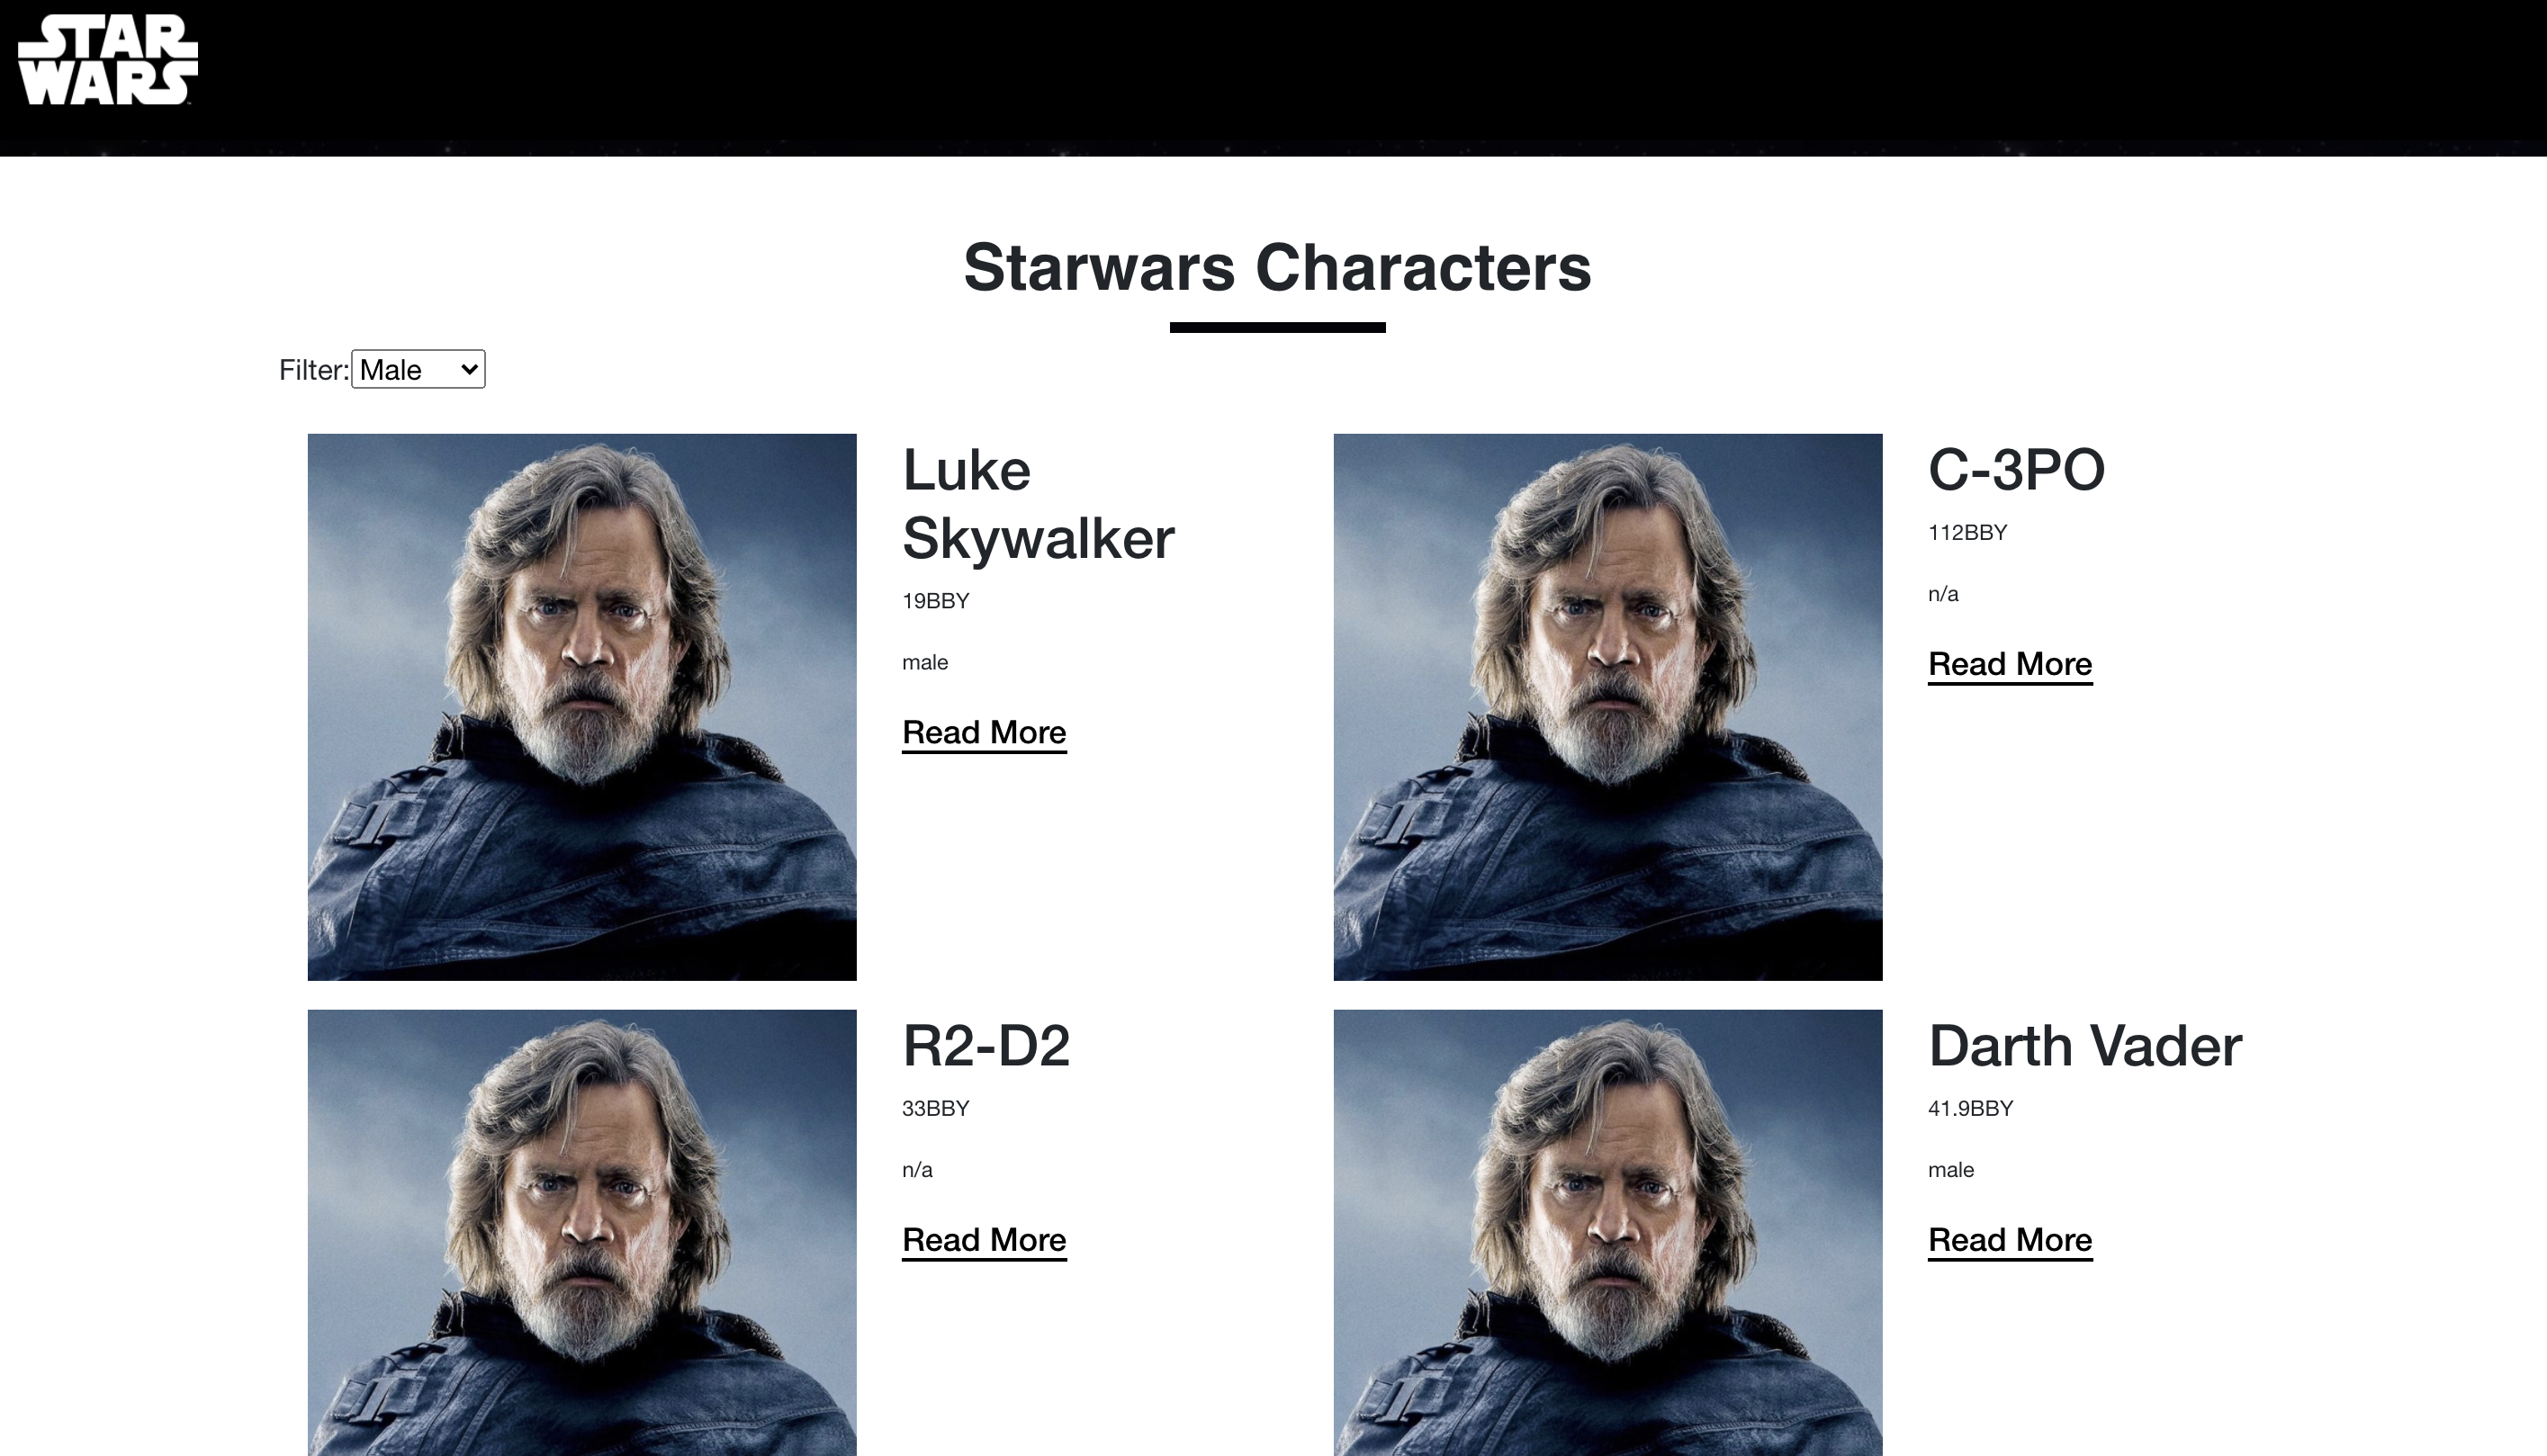 STAR
WARS
Starwars Characters
Filter: Male
Luke
Skywalker
19BBY
male
Read More
C-3PO
112BBY
n/a
Read More
R2-D2
33BBY
n/a
Read More
Darth Vader
41.9BBY
male
Read More